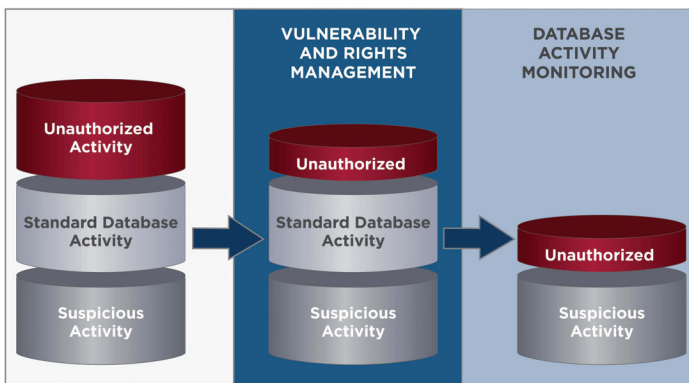 VULNERABILITY
AND RIGHTS
MANAGEMENT
DATABASE
ACTIVITY
MONITORING
Unauthorized
Activity
Standard Database
Activity
Suspicious
Activity
Unauthorized
Standard Database
Activity
Suspicious
Activity
Unauthorized
Suspicious
Activity